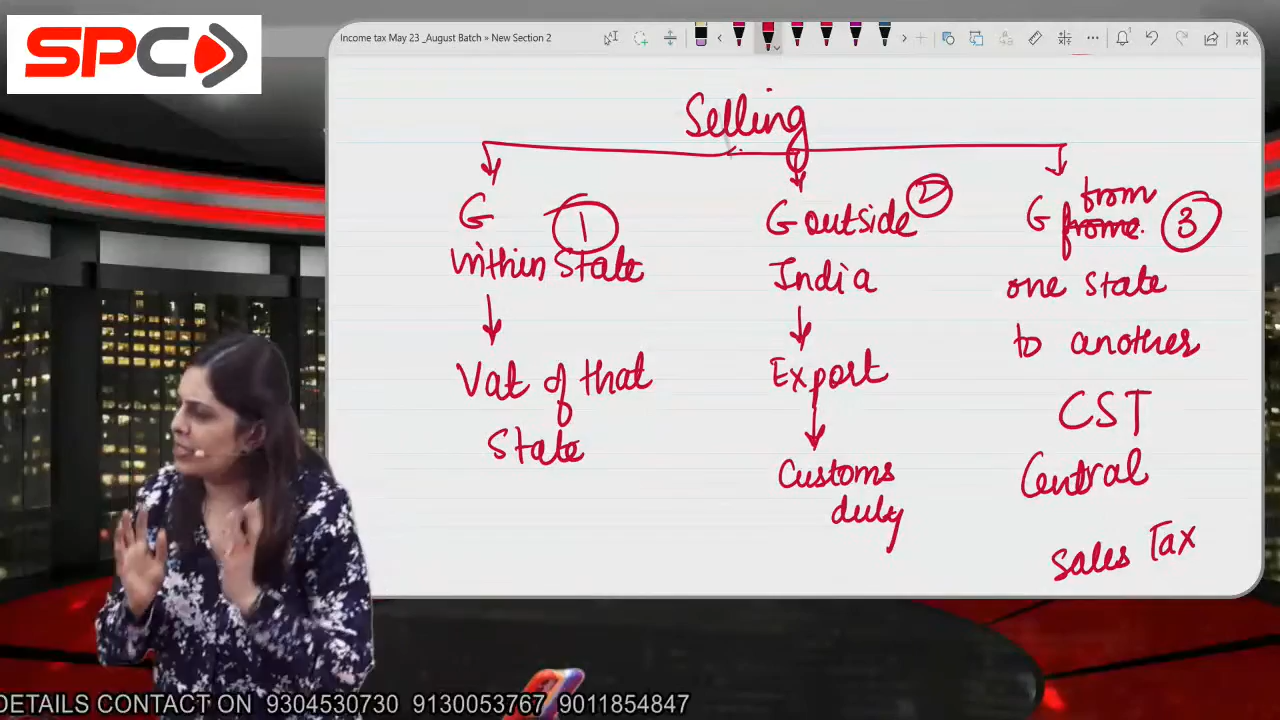 SPC
Income tax May 23 _August Batch » New Section 2
Selling
G
within State
1
Vat of that
State
G outside
2
India
Export
Customs
duty
G from
frome.
3
one state
to another
CST
Central
Sales Tax
DETAILS CONTACT ON 9304530730 9130053767 9011854847